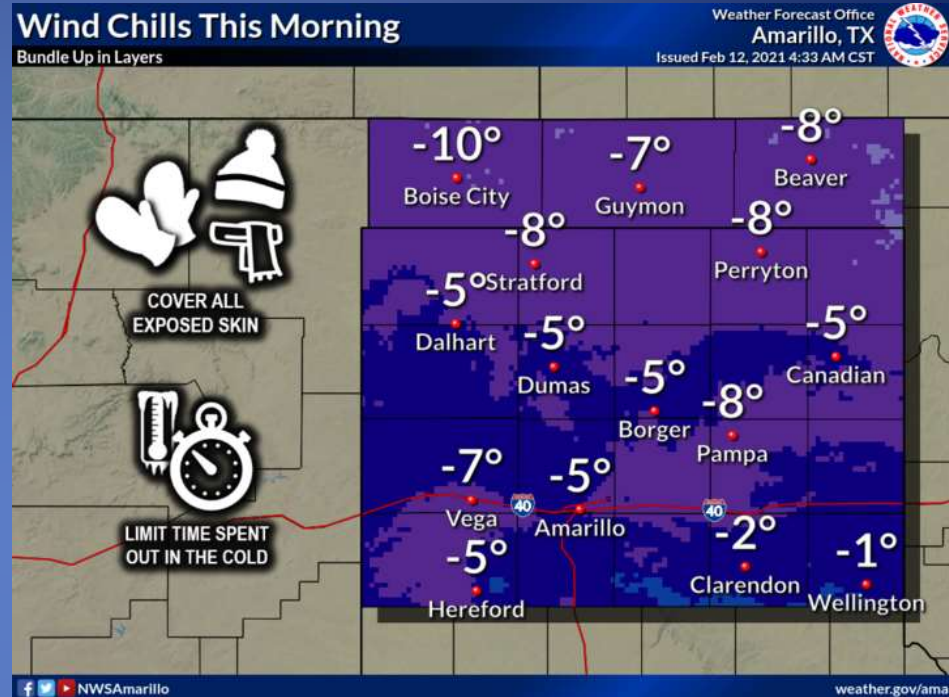 Wind Chills This Morning
Bundle Up in Layers
Weather Forecast Office
Amarillo, TX
Issued Feb 12, 2021 4:33 AM CST
NATIONAL WEATHER SERVICE
-10°
Boise City
-7°
Guymon
-8°
Beaver
-8°
Stratford
-8°
Perryton
COVER ALL
EXPOSED SKIN
-5°
Dalhart
-5°
Dumas
-5°
Canadian
-5°
Borger
-8°
Pampa
LIMIT TIME SPENT
OUT IN THE COLD
-7°
Vega
40
-5°
Amarillo
40
-5°
Hereford
-2°
Clarendon
-1°
Wellington
NWSAmarillo
weather.gov/ama